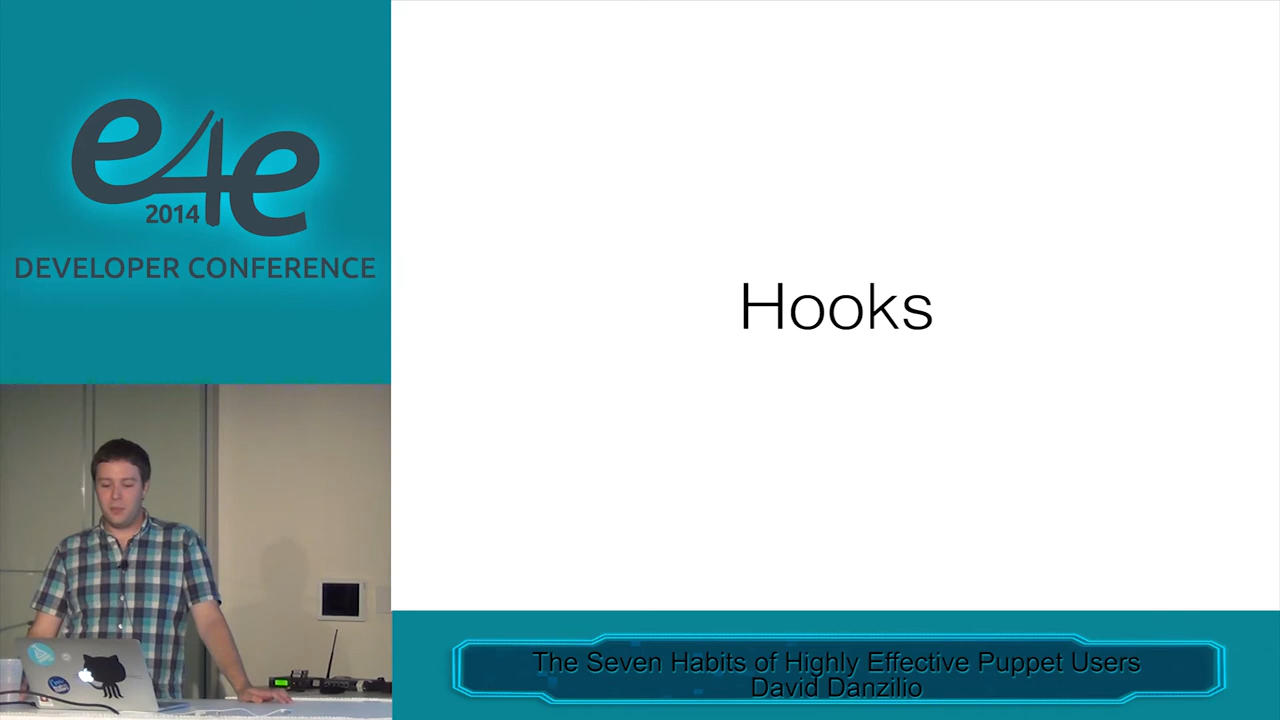 e4e
2014
DEVELOPER CONFERENCE
Hooks
The Seven Habits of Highly Effective Puppet Users
David Danzilio